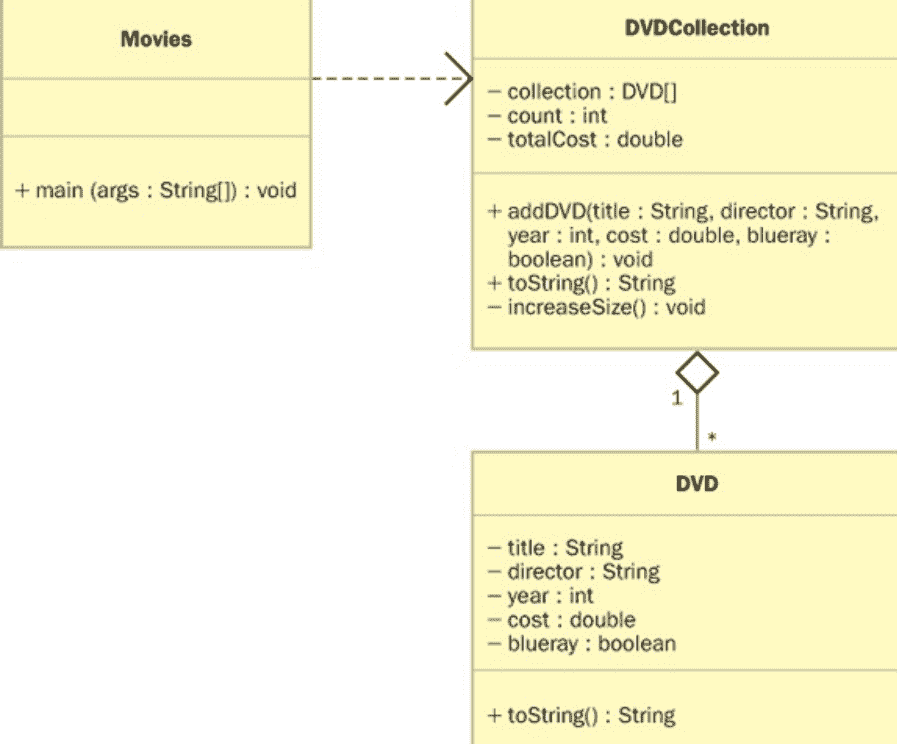 Movies
+ main (args : String[]) : void
DVDCollection
– collection : DVD[]
– count : int
– totalCost : double
+ addDVD(title : String, director : String,
year : int, cost : double, blueray :
boolean) : void
+ toString() : String
– increaseSize() : void
1
*
DVD
– title : String
– director : String
– year : int
– cost : double
– blueray : boolean
+ toString() : String